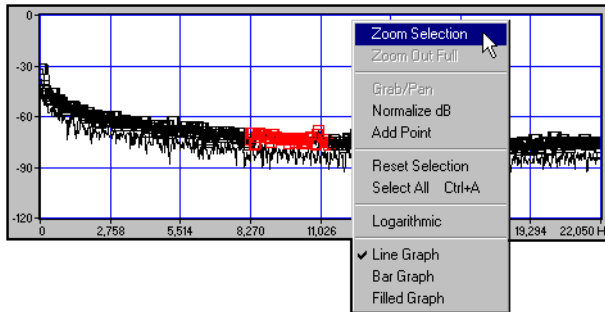 0
-30
-60
-90
-120
0 2,758 5,514 8,270 11,026 19,294 22,050 H
Zoom Selection
Zoom Out Full
Grab/Pan
Normalize dB
Add Point
Reset Selection
Select All Ctrl+A
Logarithmic
Line Graph
Bar Graph
Filled Graph